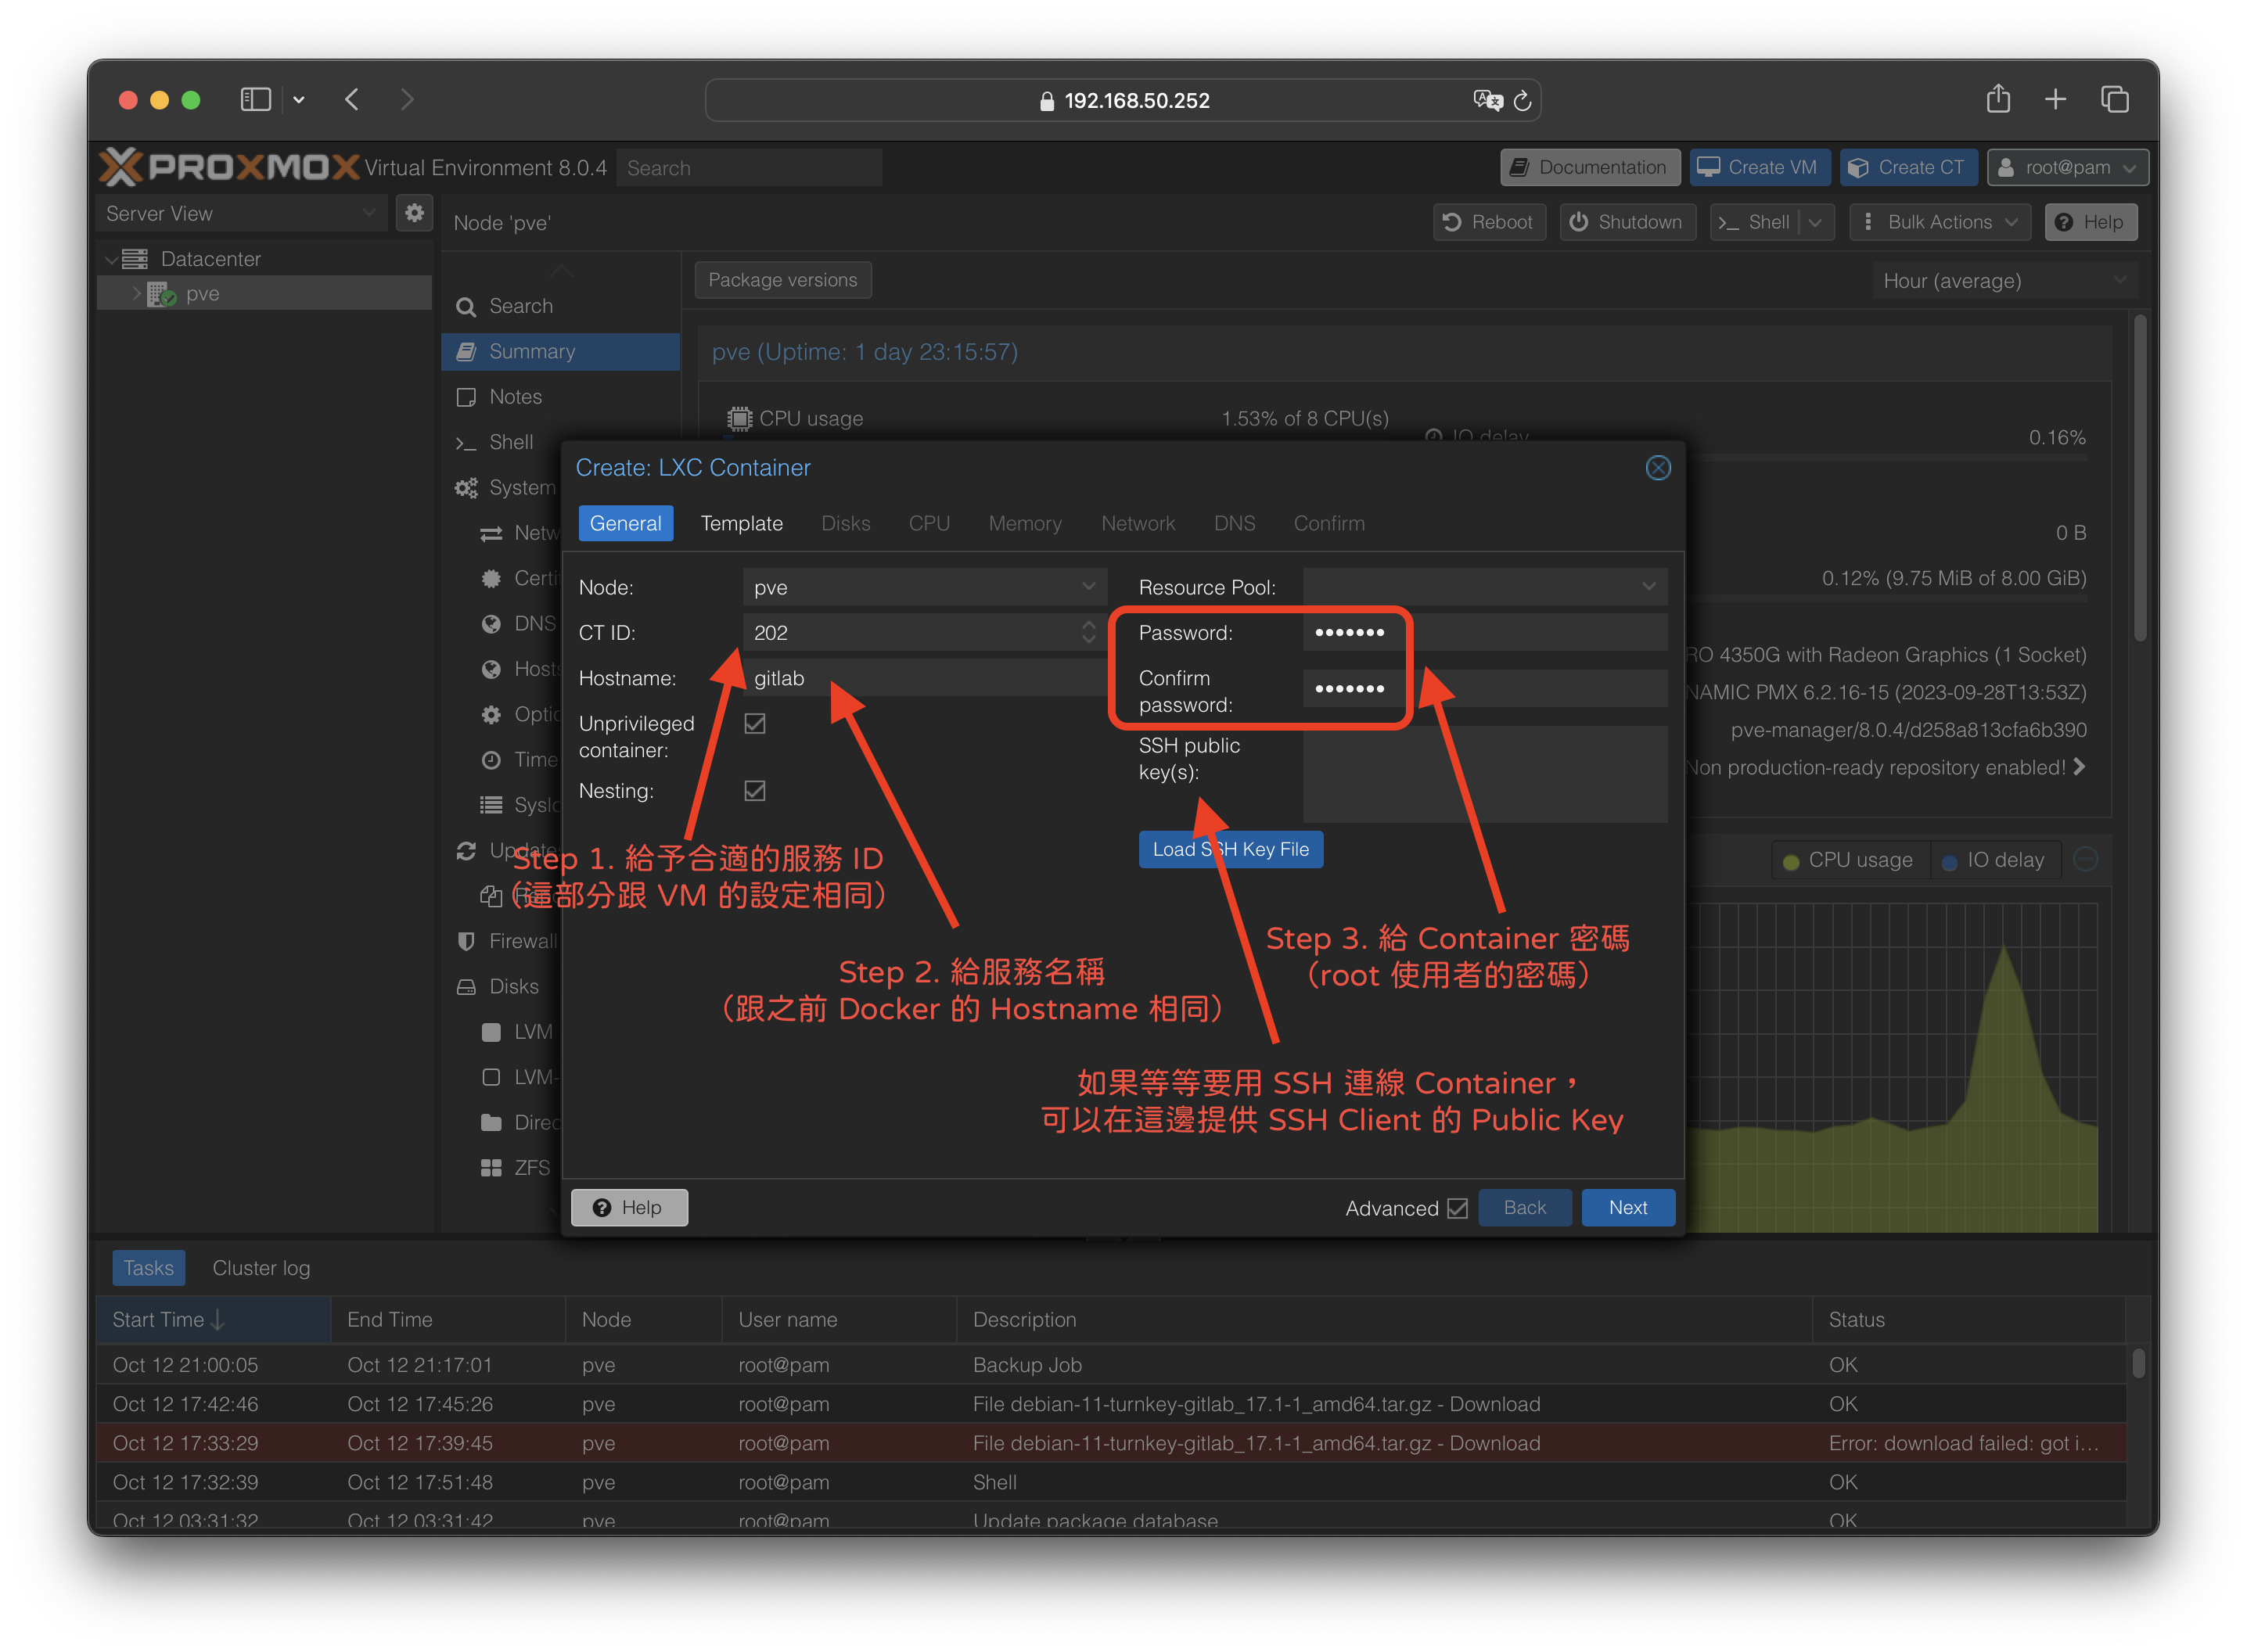 192.168.50.252
PROXMOX Virtual Environment 8.0.4 Search
Documentation Create VM Create CT root@pam
Server View
Node 'pve'
Reboot Shutdown Shell Bulk Actions Help
Datacenter
pve
Package versions
Hour (average)
Search
Summary
Notes
Shell
System
Netw
Certi
DNS
Hosts
Optio
Time
Syslo
Update
Firewall
Disks
LVM
LVM-
Direc
ZFS
pve (Uptime: 1 day 23:15:57)
CPU usage 1.53% of 8 CPU(s)
IO delay 0.16%
0 B
0.12% (9.75 MiB of 8.00 GiB)
RO 4350G with Radeon Graphics (1 Socket)
NAMIC PMX 6.2.16-15 (2023-09-28T13:53Z)
pve-manager/8.0.4/d258a813cfa6b390
Non production-ready repository enabled!
CPU usage IO delay
Create: LXC Container
General Template Disks CPU Memory Network DNS Confirm
Node: pve
CT ID: 202
Hostname: gitlab
Unprivileged
container:
Nesting:
Resource Pool:
Password: •••••••
Confirm
password: •••••••
SSH public
key(s):
Load SSH Key File
Step 1. 給予合適的服務 ID
（這部分跟 VM 的設定相同）
Step 2. 給服務名稱
（跟之前 Docker 的 Hostname 相同）
Step 3. 給 Container 密碼
（root 使用者的密碼）
如果等等要用 SSH 連線 Container，
可以在這邊提供 SSH Client 的 Public Key
Help
Advanced Back Next
Tasks Cluster log
Start Time End Time Node User name Description Status
Oct 12 21:00:05 Oct 12 21:17:01 pve root@pam Backup Job OK
Oct 12 17:42:46 Oct 12 17:45:26 pve root@pam File debian-11-turnkey-gitlab_17.1-1_amd64.tar.gz - Download OK
Oct 12 17:33:29 Oct 12 17:39:45 pve root@pam File debian-11-turnkey-gitlab_17.1-1_amd64.tar.gz - Download Error: download failed: got i...
Oct 12 17:32:39 Oct 12 17:51:48 pve root@pam Shell OK
Oct 12 03:31:32 Oct 12 03:31:42 pve root@pam Update package database OK